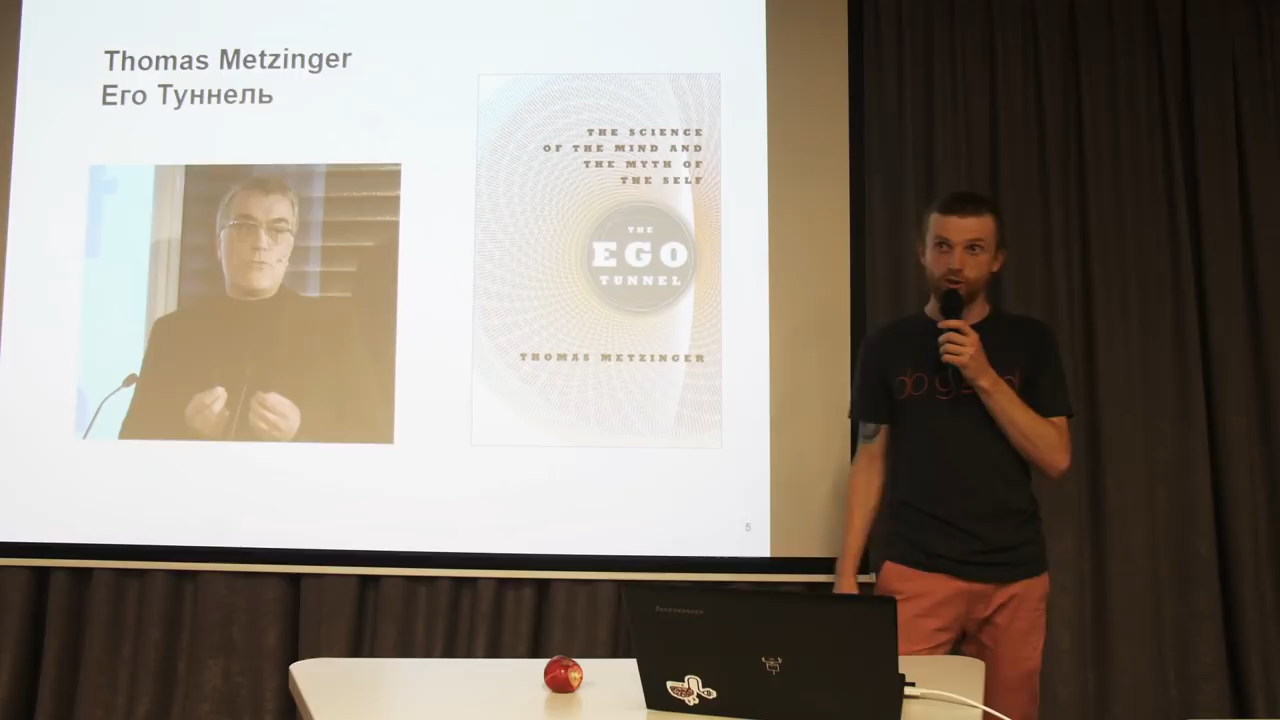 Thomas Metzinger
Его Туннель
THE SCIENCE
OF THE MIND AND
THE MYTH OF
THE SELF
THE
EGO
TUNNEL
THOMAS METZINGER
5
lenovo